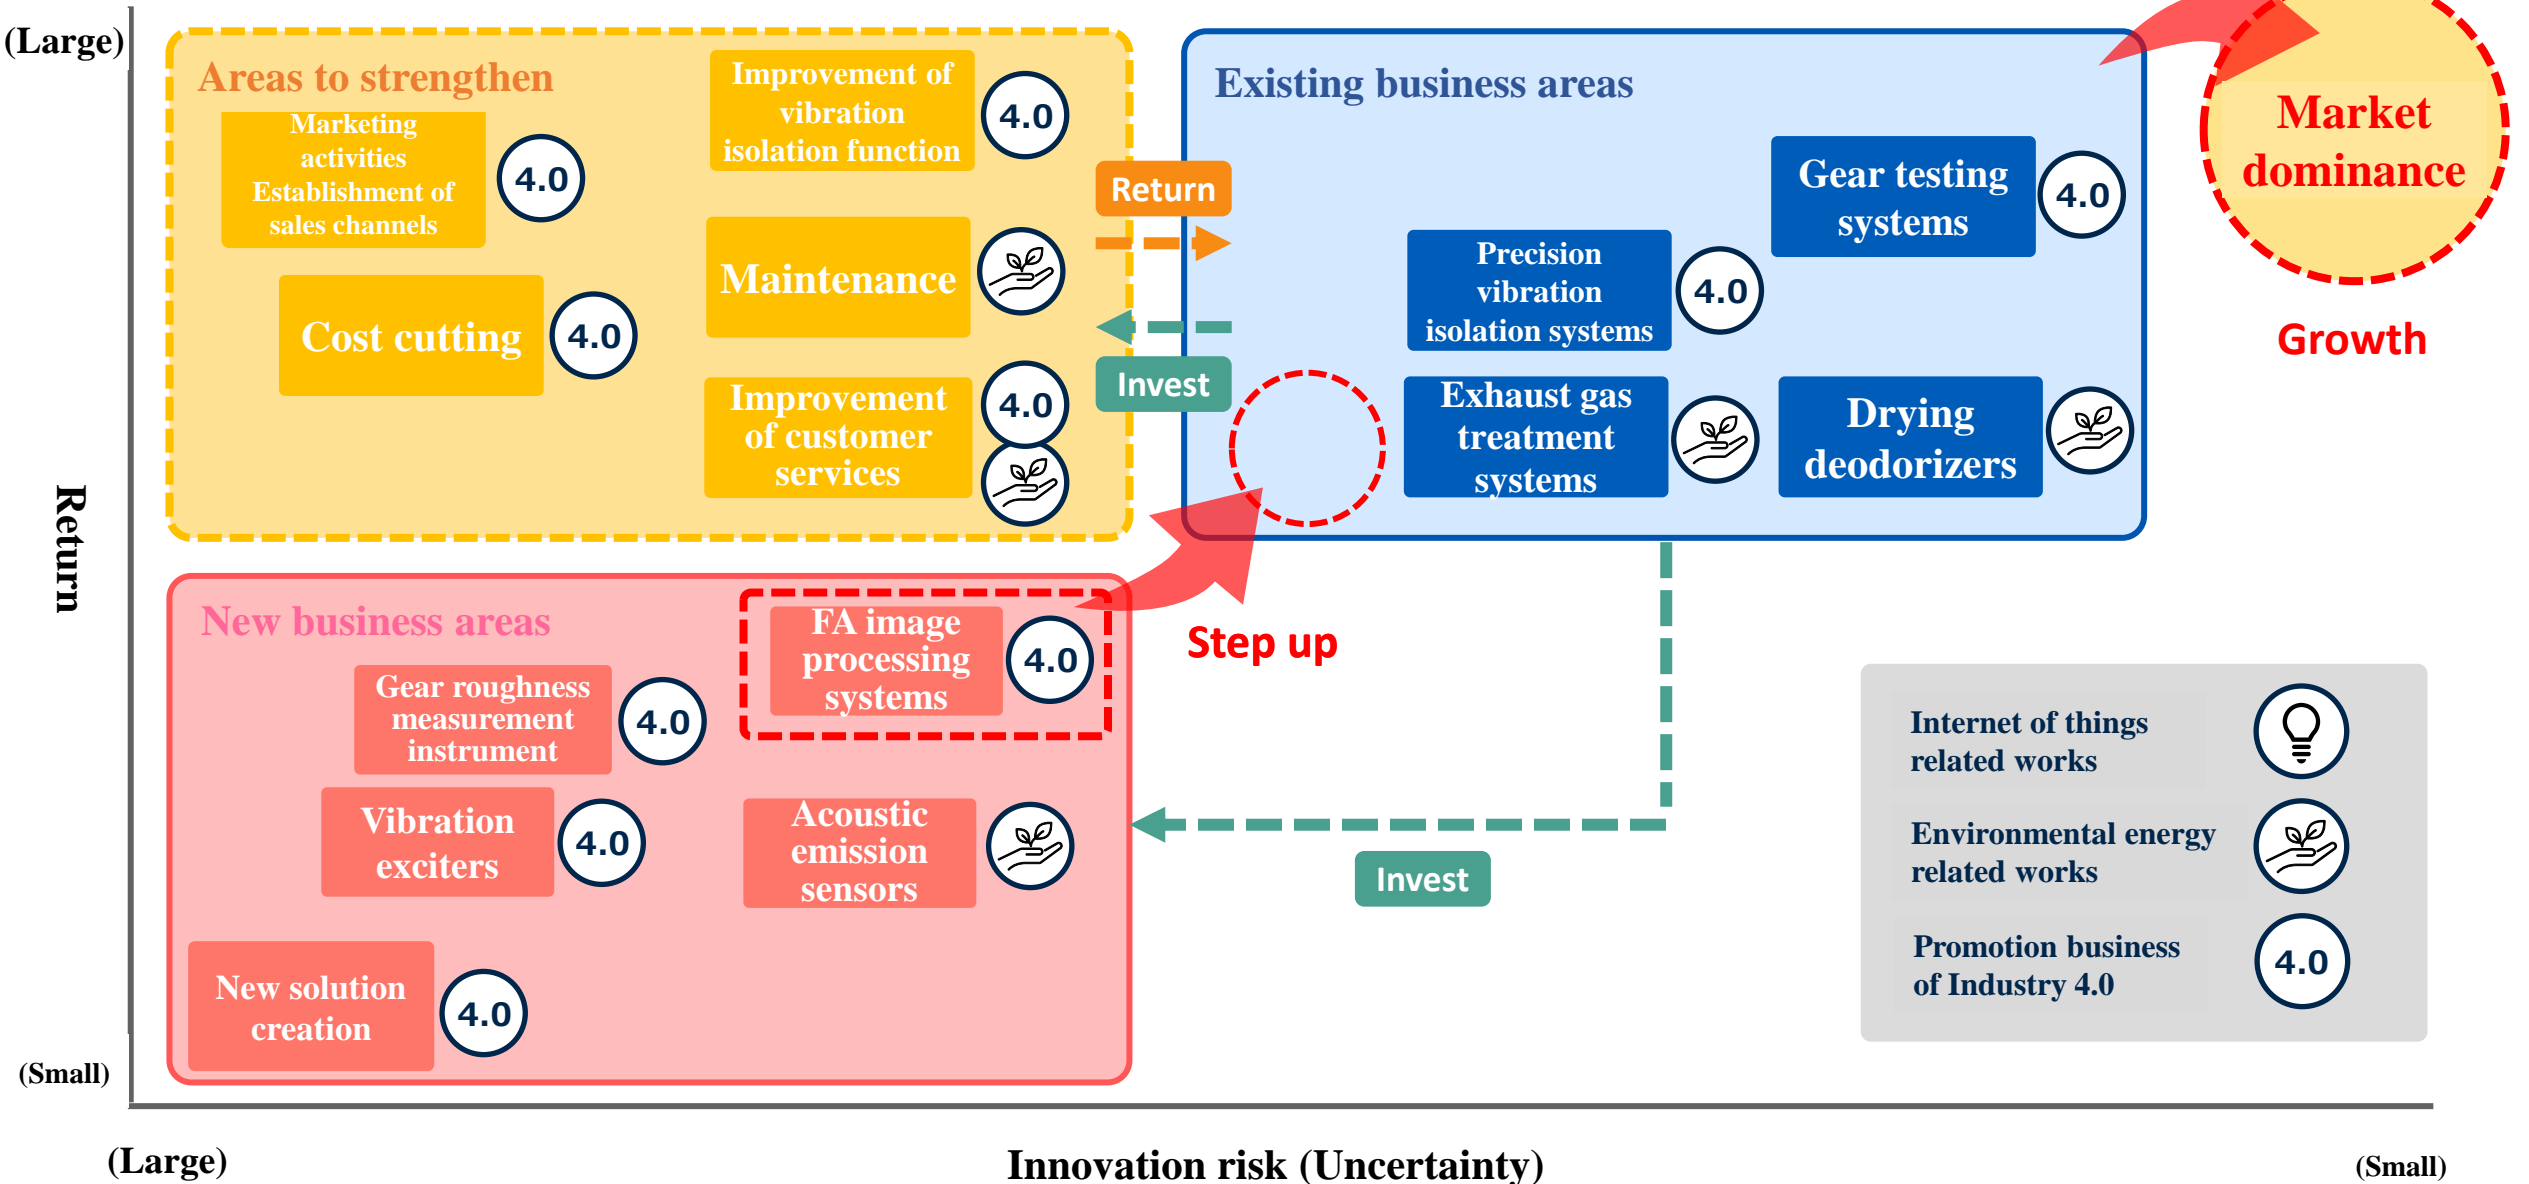 (Large)
Return
(Small)
Areas to strengthen
Marketing
activities
Establishment of
sales channels
4.0
Improvement of
vibration
isolation function
4.0
Cost cutting
4.0
Maintenance
Improvement
of customer
services
4.0
Return
Invest
Existing business areas
Gear testing
systems
4.0
Precision
vibration
isolation systems
4.0
Exhaust gas
treatment
systems
Drying
deodorizers
Market
dominance
Growth
New business areas
FA image
processing
systems
4.0
Step up
Gear roughness
measurement
instrument
4.0
Vibration
exciters
4.0
Acoustic
emission
sensors
New solution
creation
4.0
Invest
Internet of things
related works
Environmental energy
related works
Promotion business
of Industry 4.0
4.0
(Large)
Innovation risk (Uncertainty)
(Small)